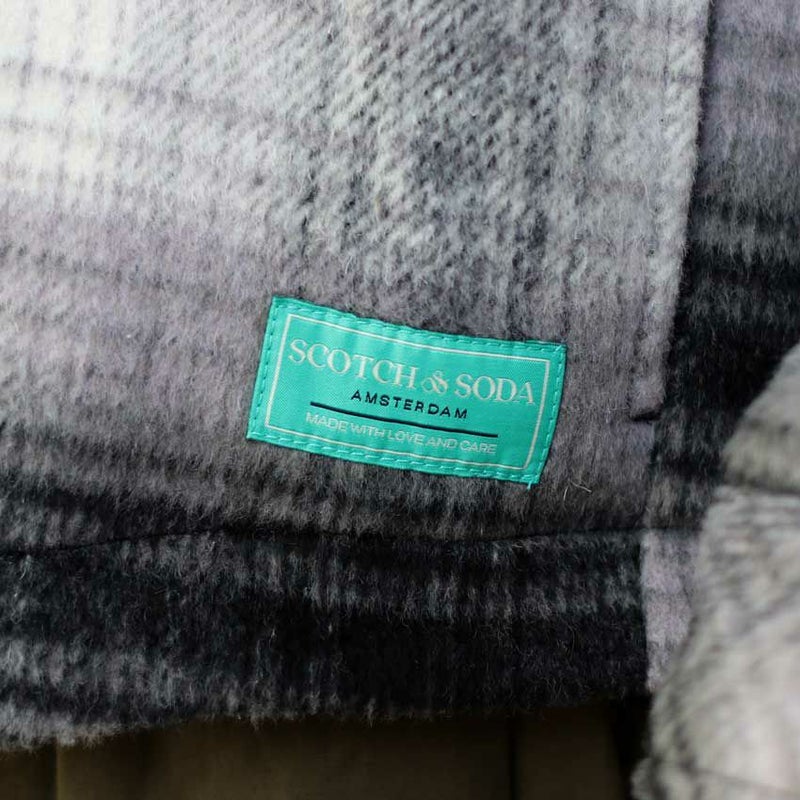 SCOTCH & SODA
AMSTERDAM
MADE WITH LOVE AND CARE